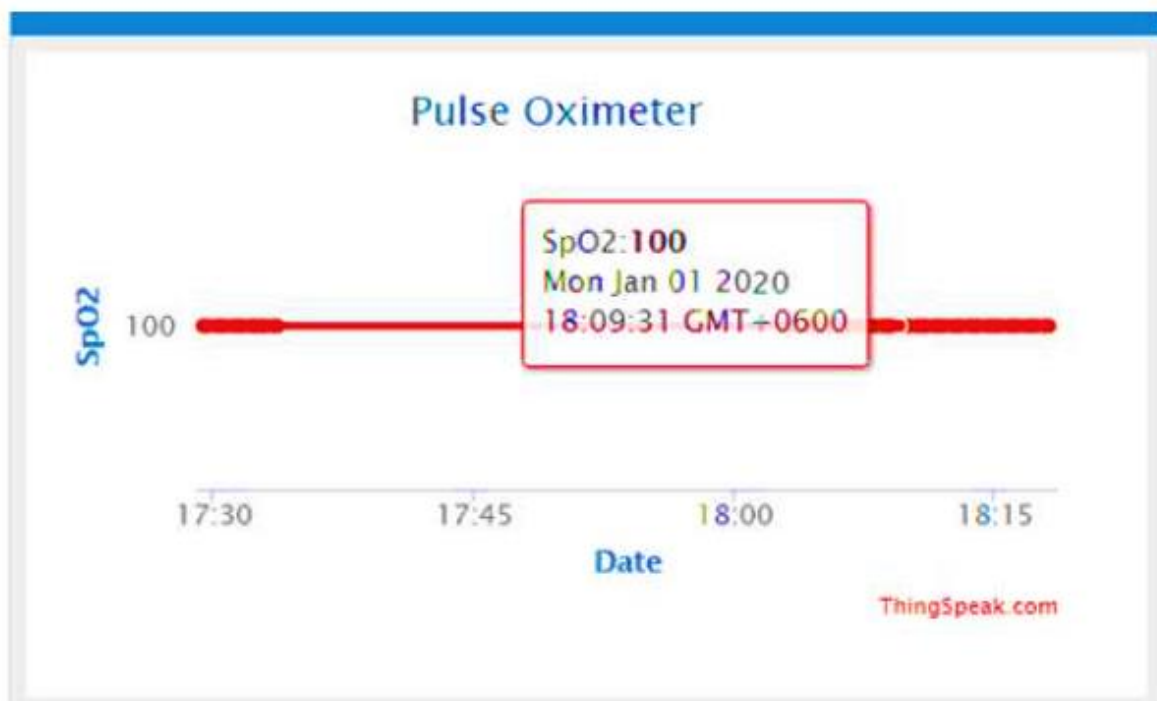 Pulse Oximeter
SpO2:100
Mon Jan 01 2020
18:09:31 GMT+0600
SpO2
100
17:30 17:45 18:00 18:15
Date
ThingSpeak.com